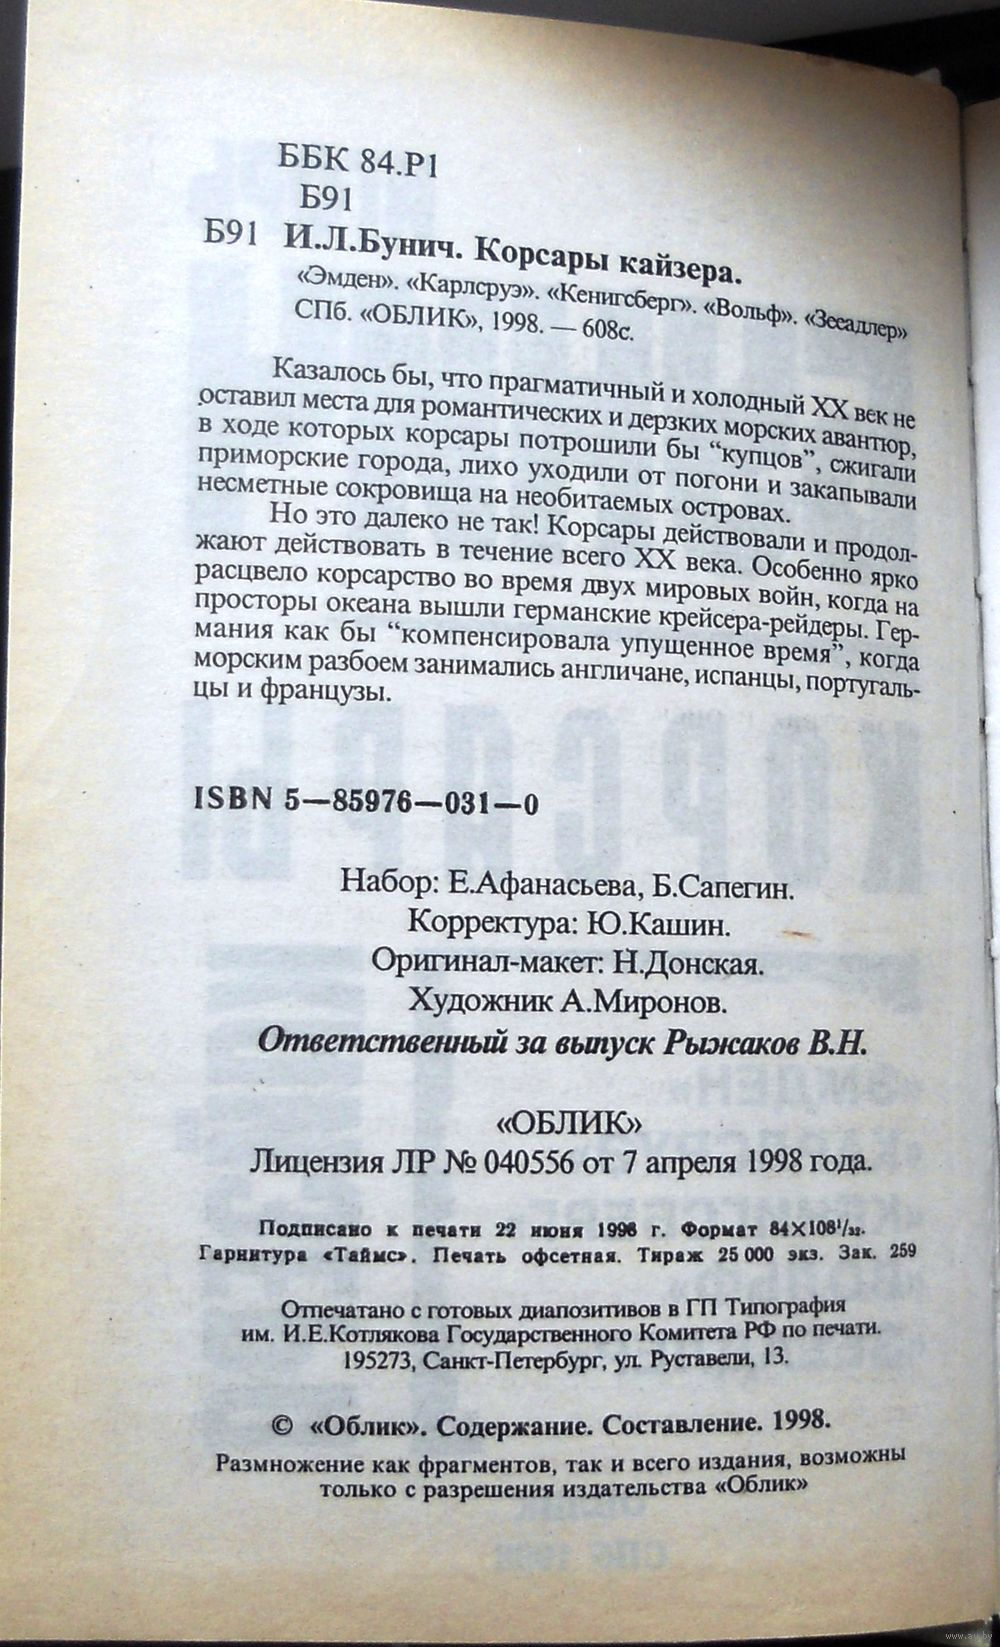 ББК 84.Р1
Б91
Б91 И.Л.Бунич. Корсары кайзера.
«Эмден». «Карлсруэ». «Кенигсберг». «Вольф». «Зееадлер»
СПб. «ОБЛИК», 1998. — 608с.
Казалось бы, что прагматичный и холодный XX век не
оставил места для романтических и дерзких морских авантюр,
в ходе которых корсары потрошили бы “купцов”, сжигали
приморские города, лихо уходили от погони и закапывали
несметные сокровища на необитаемых островах.
Но это далеко не так! Корсары действовали и продол-
жают действовать в течение всего XX века. Особенно ярко
расцвело корсарство во время двух мировых войн, когда на
просторы океана вышли германские крейсера-рейдеры. Гер-
мания как бы “компенсировала упущенное время”, когда
морским разбоем занимались англичане, испанцы, португаль-
цы и французы.
ISBN 5—85976—031—0
Набор: Е.Афанасьева, Б.Сапегин.
Корректура: Ю.Кашин.
Оригинал-макет: Н.Донская.
Художник А.Миронов.
Ответственный за выпуск Рыжаков В.Н.
«ОБЛИК»
Лицензия ЛР № 040556 от 7 апреля 1998 года.
Подписано к печати 22 июня 1998 г. Формат 84X108¹/₃₂.
Гарнитура «Таймс». Печать офсетная. Тираж 25 000 экз. Зак. 259
Отпечатано с готовых диапозитивов в ГП Типография
им. И.Е.Котлякова Государственного Комитета РФ по печати.
195273, Санкт-Петербург, ул. Руставели, 13.
© «Облик». Содержание. Составление. 1998.
Размножение как фрагментов, так и всего издания, возможны
только с разрешения издательства «Облик»
www.ay.by